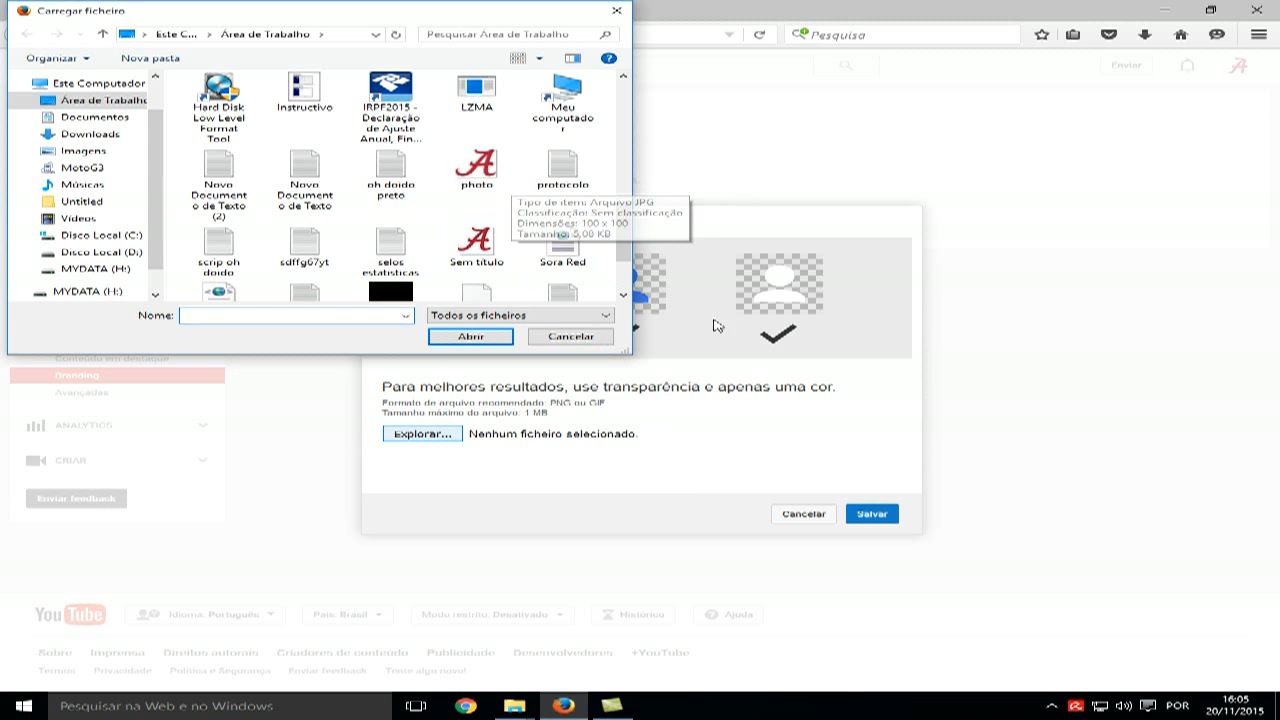 Carregar ficheiro
Este C... Área de Trabalho
Pesquisar Área de Trabalho
Pesquisa
Organizar
Nova pasta
Enviar
Este Computador
Área de Trabalho
Documentos
Downloads
Imagens
MotoG3
Músicas
Untitled
Vídeos
Disco Local (C:)
Disco Local (D:)
MYDATA (H:)
MYDATA (H:)
Hard Disk
Low Level
Format
Tool
Instructivo
IRPF2015 -
Declaração
de Ajuste
Anual, Fin...
LZMA
Meu
computado
r
Novo
Document
o de Texto
(2)
Novo
Document
o de Texto
oh doido
preto
photo
protocolo
Tipo de item: Arquivo JPG
Classificação: Sem classificação
Dimensões: 100 x 100
Tamanho: 5,08 KB
scrip oh
doido
sdffg67yt
selos
estatisticas
Sem título
Sora Red
Nome:
Todos os ficheiros
Abrir
Cancelar
Conteúdo em destaque
Branding
Avançadas
ANALYTICS
CRIAR
Enviar feedback
Para melhores resultados, use transparência e apenas uma cor.
Formato de arquivo recomendado: PNG ou GIF
Tamanho máximo do arquivo: 1 MB
Explorar...
Nenhum ficheiro selecionado.
Cancelar
Salvar
YouTube
Idioma: Português
País: Brasil
Modo restrito: Desativado
Histórico
Ajuda
Sobre
Imprensa
Direitos autorais
Criadores de conteúdo
Publicidade
Desenvolvedores
+YouTube
Termos
Privacidade
Política e Segurança
Enviar feedback
Tente algo novo!
Pesquisar na Web e no Windows
POR
16:05
20/11/2015